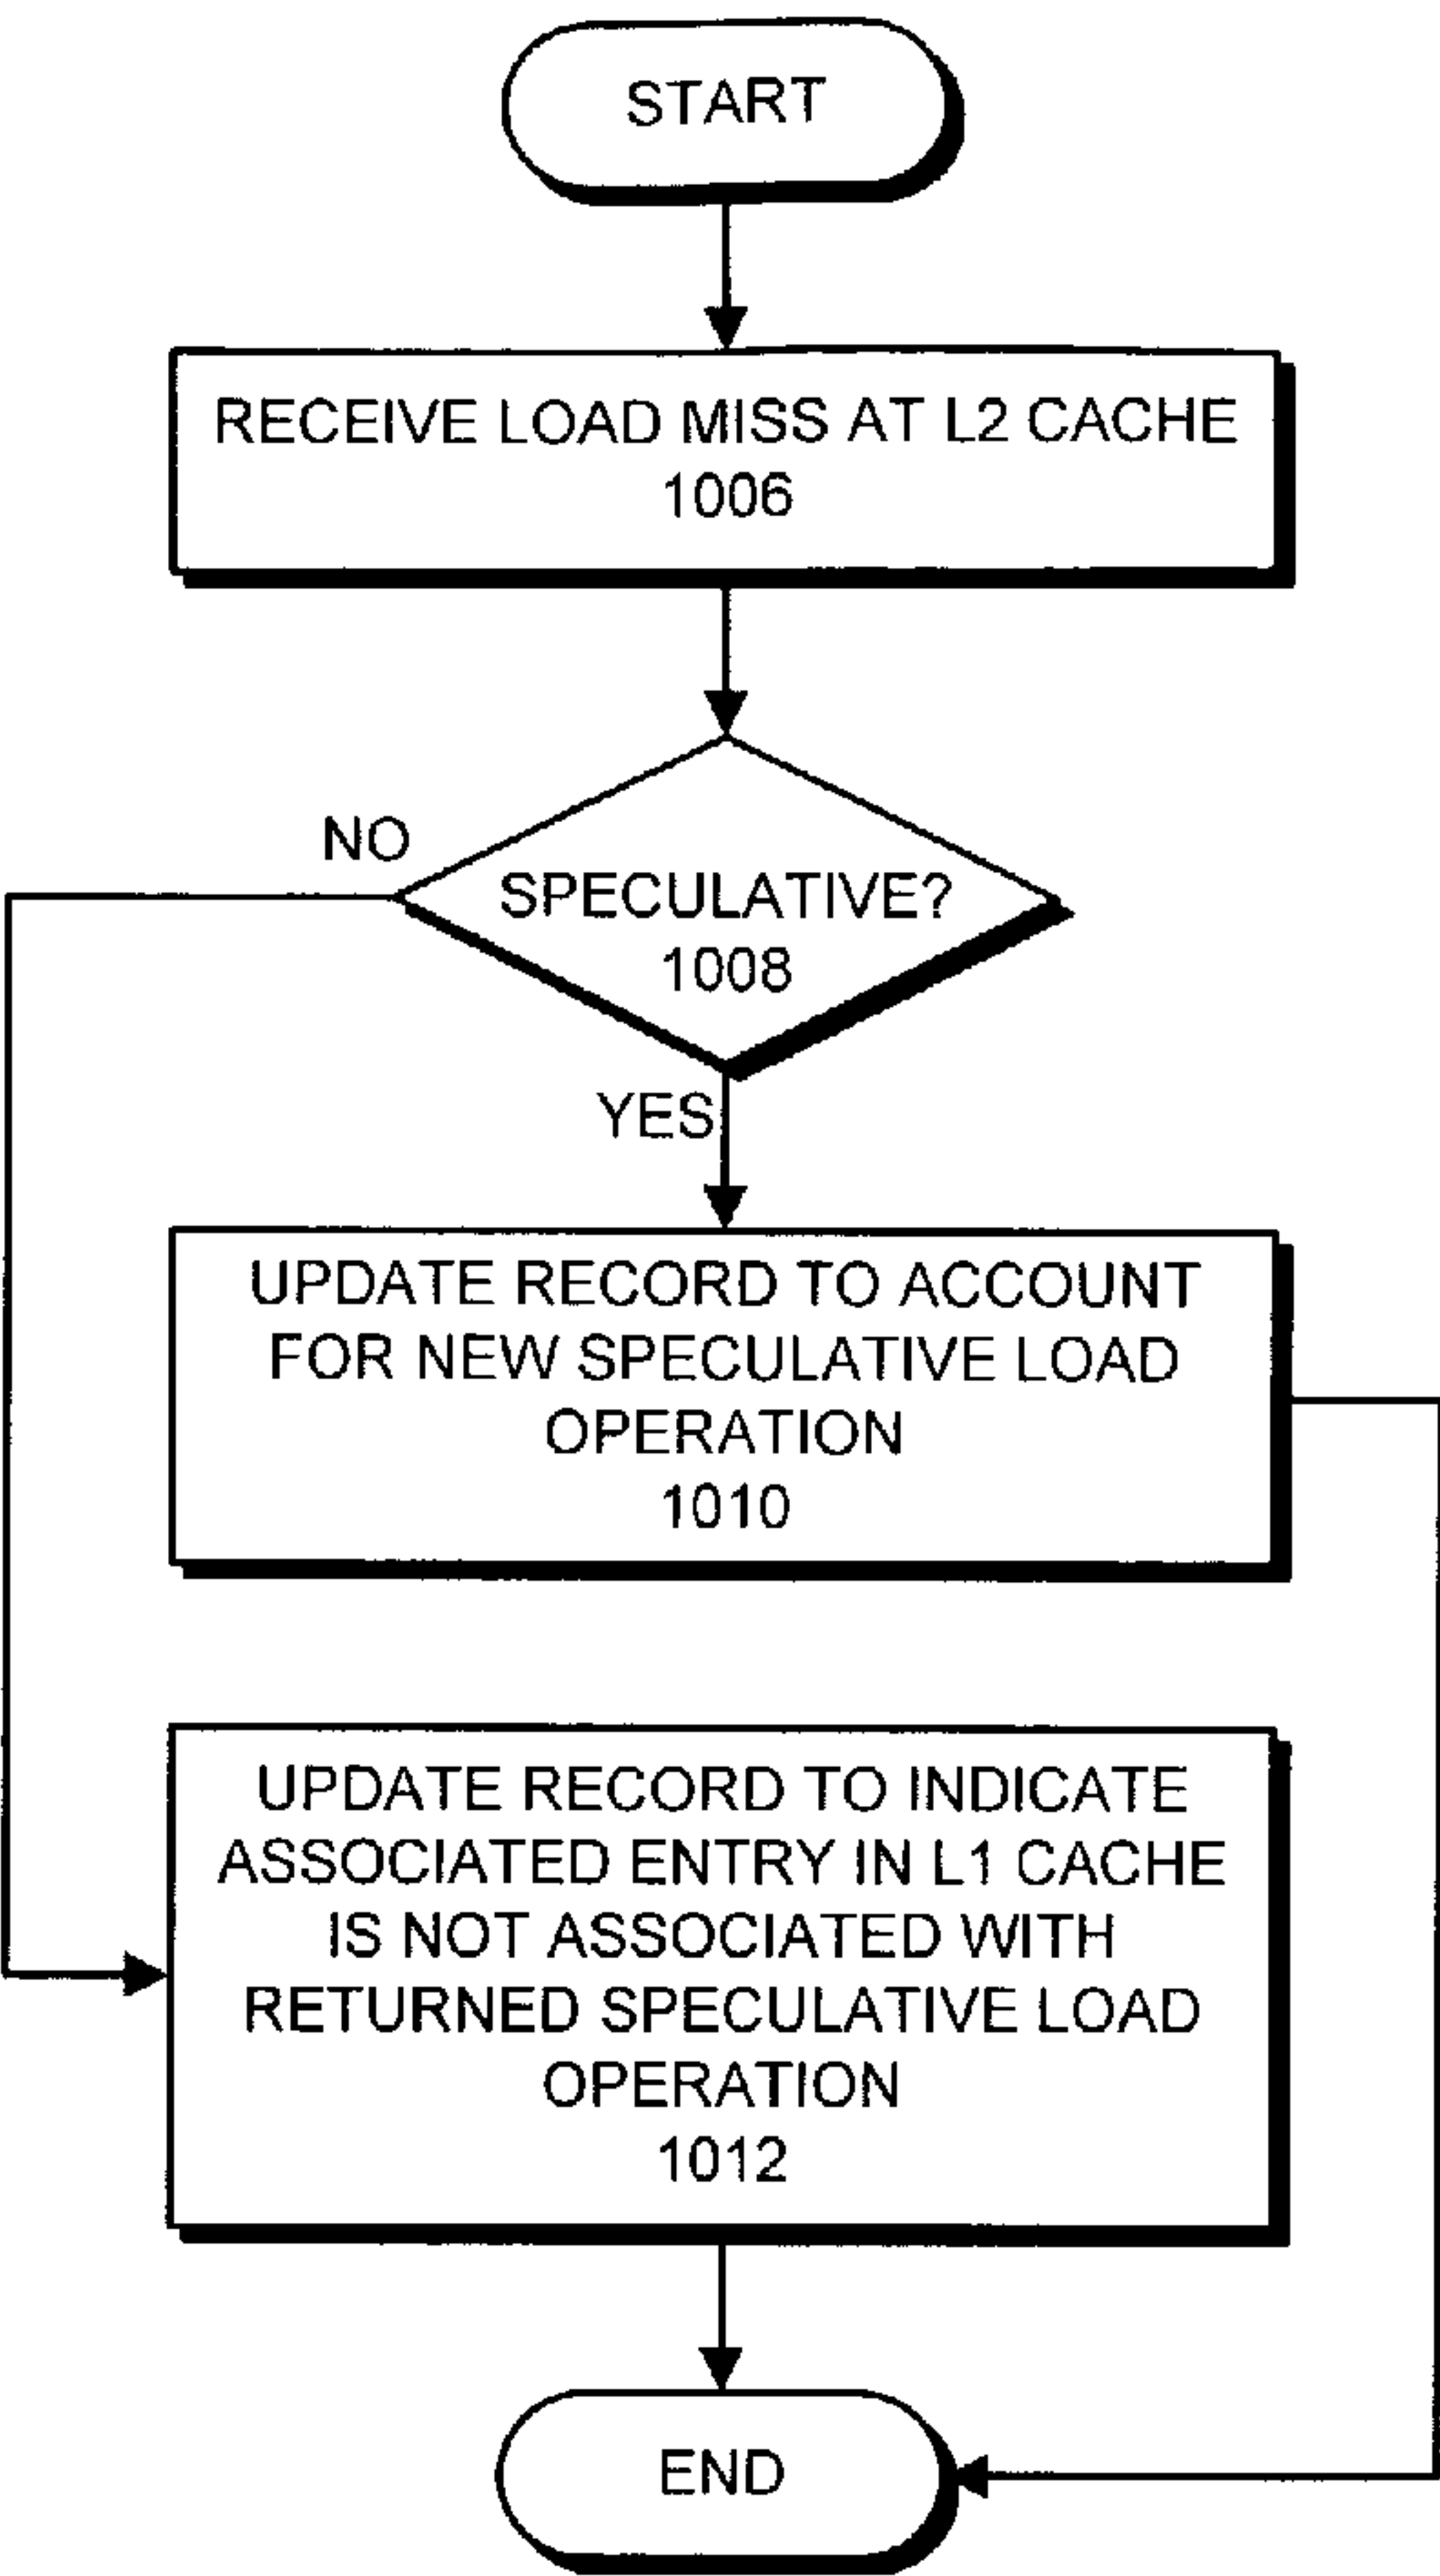 START
RECEIVE LOAD MISS AT L2 CACHE
1006
NO
SPECULATIVE?
1008
YES
UPDATE RECORD TO ACCOUNT
FOR NEW SPECULATIVE LOAD
OPERATION
1010
UPDATE RECORD TO INDICATE
ASSOCIATED ENTRY IN L1 CACHE
IS NOT ASSOCIATED WITH
RETURNED SPECULATIVE LOAD
OPERATION
1012
END